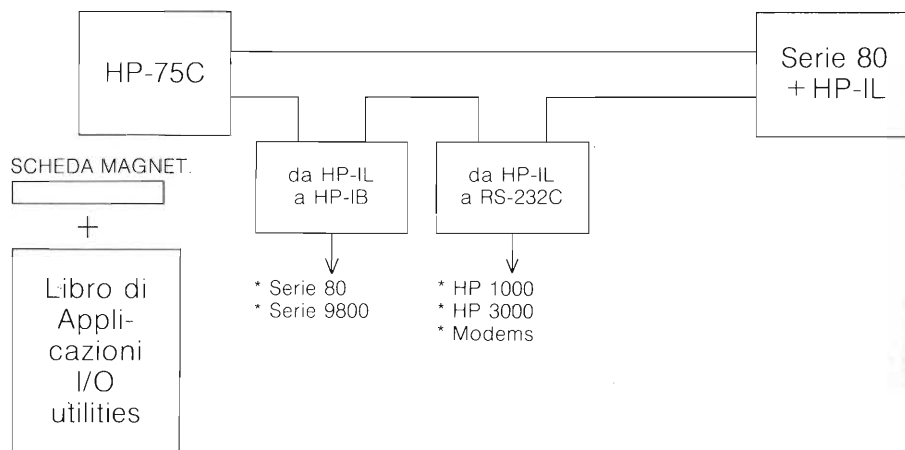 HP-75C
Serie 80
+ HP-IL
SCHEDA MAGNET.
+
Libro di
Appli-
cazioni
I/O
utilities
da HP-IL
a HP-IB
* Serie 80
* Serie 9800
da HP-IL
a RS-232C
* HP 1000
* HP 3000
* Modems